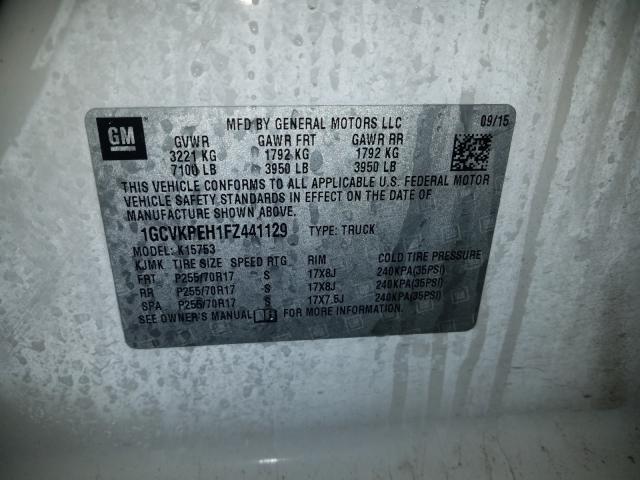 GM
MFD BY GENERAL MOTORS LLC 09/15
GVWR GAWR FRT GAWR RR
3221 KG 1792 KG 1792 KG
7100 LB 3950 LB 3950 LB
THIS VEHICLE CONFORMS TO ALL APPLICABLE U.S. FEDERAL MOTOR
VEHICLE SAFETY STANDARDS IN EFFECT ON THE DATE OF
MANUFACTURE SHOWN ABOVE.
1GCVKPEH1FZ441129 TYPE: TRUCK
MODEL: K15753
KJMK TIRE SIZE SPEED RTG RIM COLD TIRE PRESSURE
FRT P255/70R17 S 17X8J 240KPA(35PSI)
RR P255/70R17 S 17X8J 240KPA(35PSI)
SPA P255/70R17 S 17X7.5J 240KPA(35PSI)
SEE OWNER'S MANUAL FOR MORE INFORMATION.